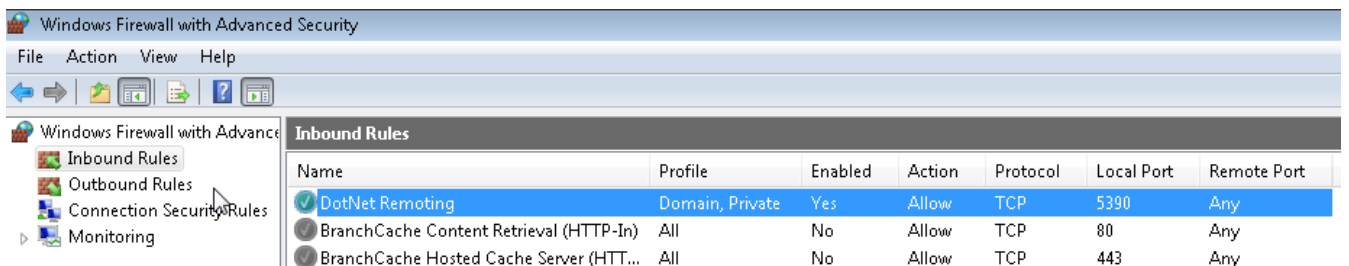 Windows Firewall with Advanced Security
File Action View Help
Windows Firewall with Advance
Inbound Rules
Outbound Rules
Connection Security Rules
Monitoring
Inbound Rules
Name Profile Enabled Action Protocol Local Port Remote Port
DotNet Remoting Domain, Private Yes Allow TCP 5390 Any
BranchCache Content Retrieval (HTTP-In) All No Allow TCP 80 Any
BranchCache Hosted Cache Server (HTT... All No Allow TCP 443 Any